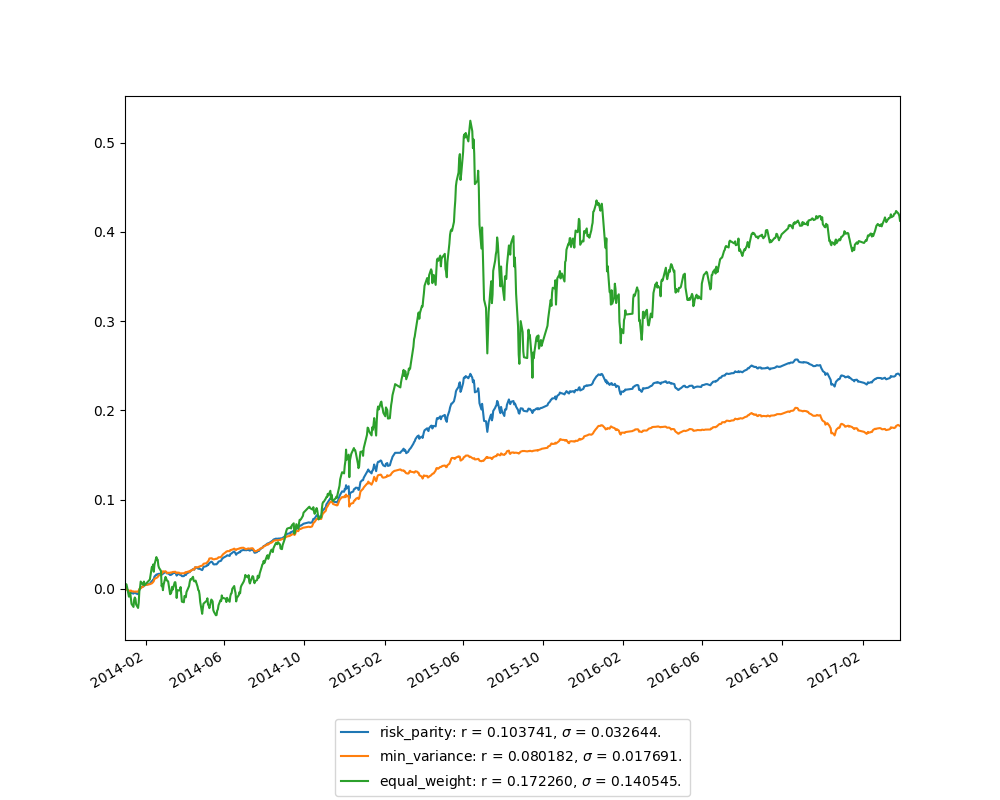 0.5
0.4
0.3
0.2
0.1
0.0
2014-02 2014-06 2014-10 2015-02 2015-06 2015-10 2016-02 2016-06 2016-10 2017-02
risk_parity: r = 0.103741, σ = 0.032644.
min_variance: r = 0.080182, σ = 0.017691.
equal_weight: r = 0.172260, σ = 0.140545.